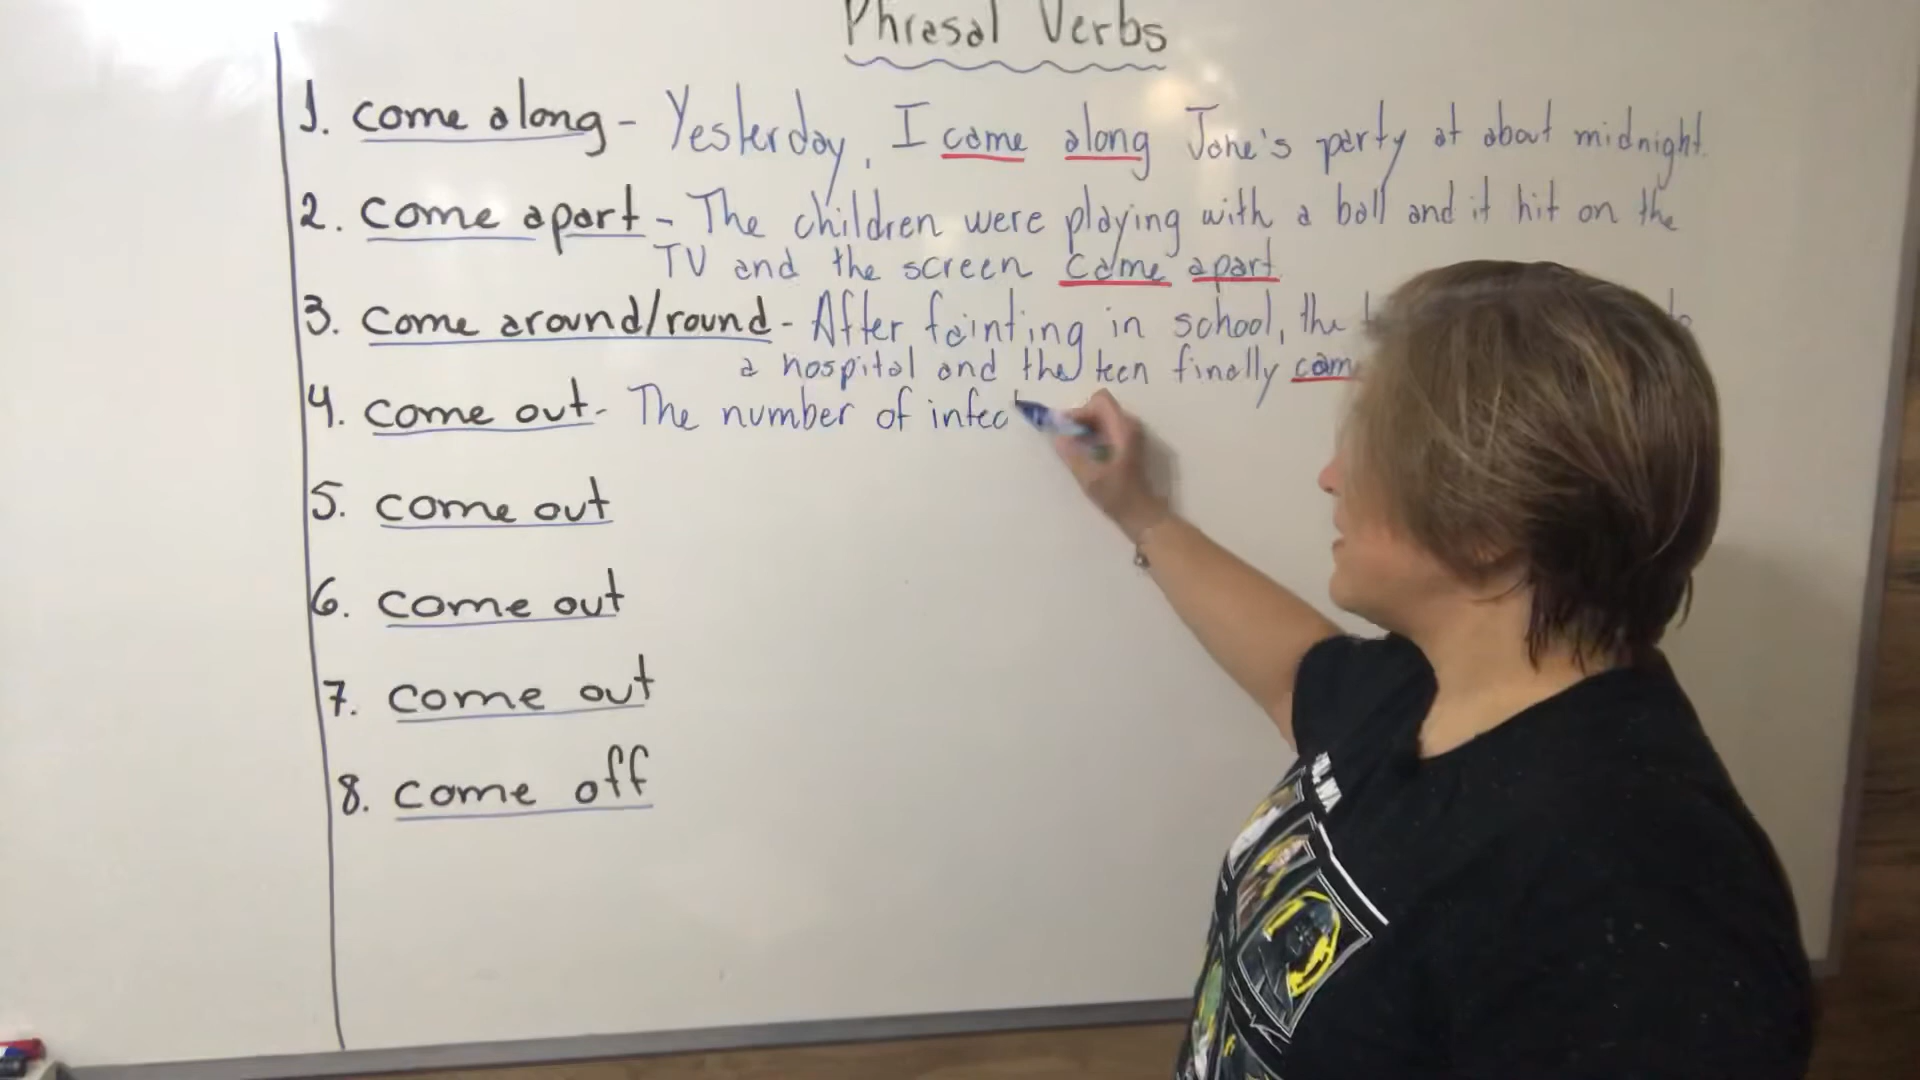 Phrasal Verbs
1. come along - Yesterday, I came along Jane's party at about midnight.
2. come apart - The children were playing with a ball and it hit on the
TV and the screen came apart.
3. come around/round - After fainting in school, the
a hospital and the teen finally
4. come out - The number of infec
5. come out
6. come out
7. come out
8. come off